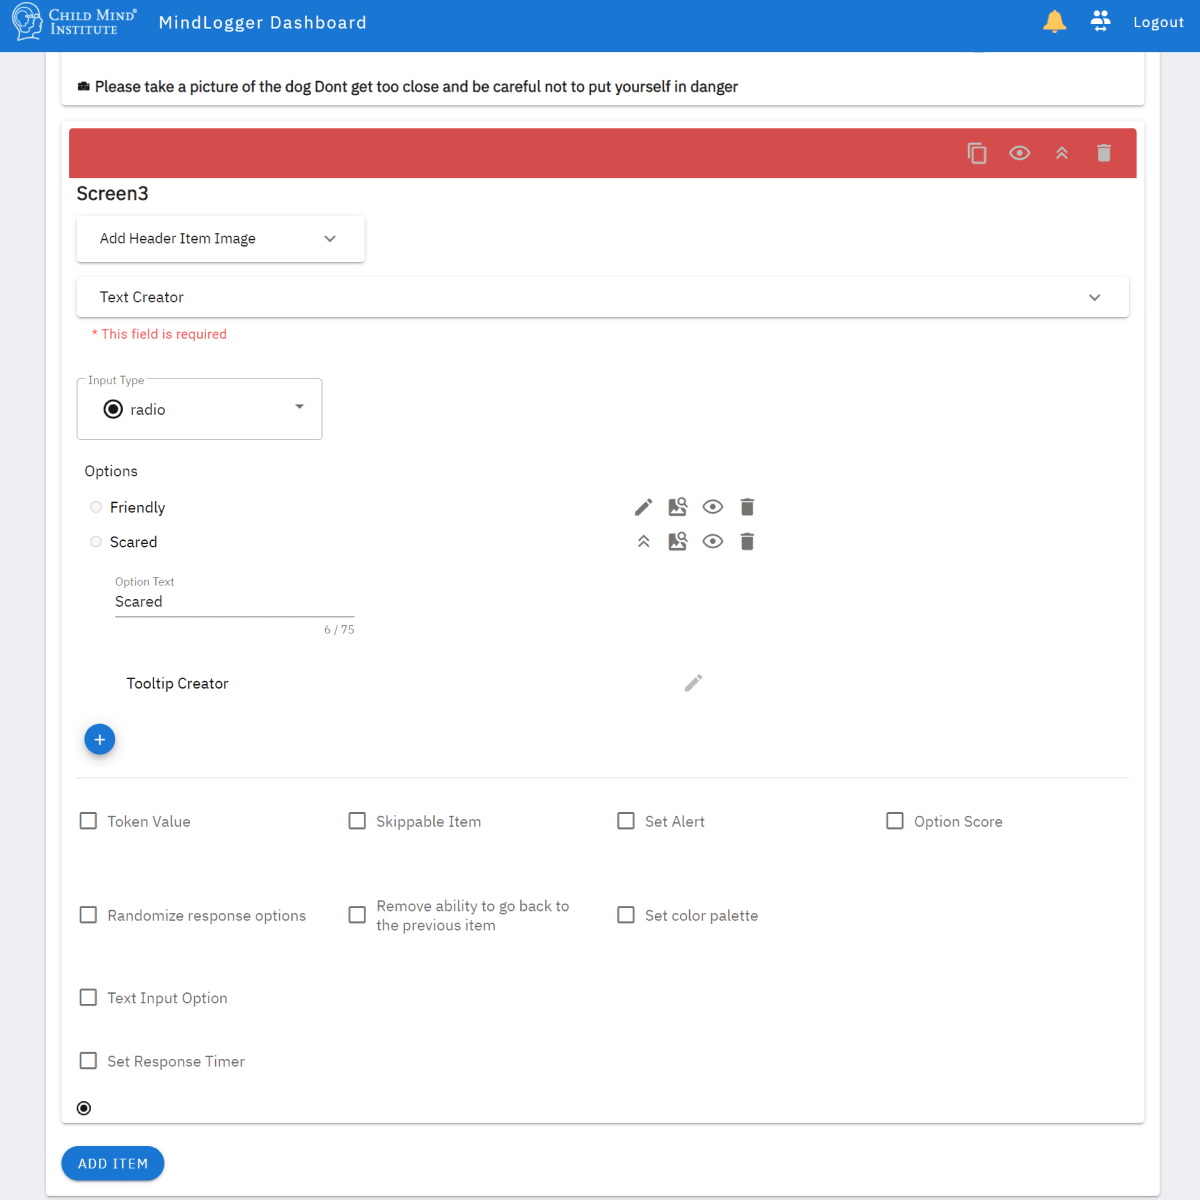 CHILD MIND®
INSTITUTE
MindLogger Dashboard
Logout
Please take a picture of the dog Dont get too close and be careful not to put yourself in danger
Screen3
Add Header Item Image
Text Creator
* This field is required
Input Type
radio
Options
Friendly
Scared
Option Text
Scared
6 / 75
Tooltip Creator
+
Token Value
Skippable Item
Set Alert
Option Score
Randomize response options
Remove ability to go back to
the previous item
Set color palette
Text Input Option
Set Response Timer
ADD ITEM